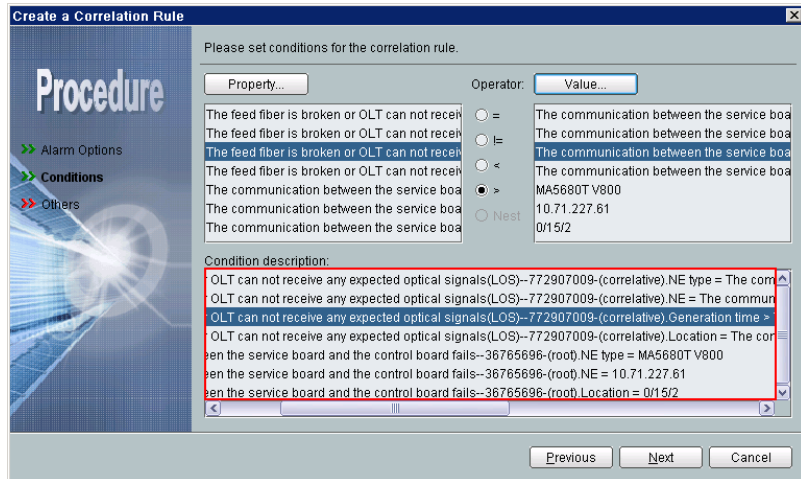 Create a Correlation Rule
Please set conditions for the correlation rule.
Procedure
Alarm Options
Conditions
Others
Property...
Operator:
Value...
The feed fiber is broken or OLT can not receiv
The feed fiber is broken or OLT can not receiv
The feed fiber is broken or OLT can not receiv
The feed fiber is broken or OLT can not receiv
The communication between the service boa
The communication between the service boa
The communication between the service boa
=
!=
<
>
Nest
The communication between the service boa
The communication between the service boa
The communication between the service boa
The communication between the service boa
MA5680T V800
10.71.227.61
0/15/2
Condition description:
OLT can not receive any expected optical signals(LOS)--772907009-(correlative).NE type = The com
OLT can not receive any expected optical signals(LOS)--772907009-(correlative).NE = The commun
OLT can not receive any expected optical signals(LOS)--772907009-(correlative).Generation time >
OLT can not receive any expected optical signals(LOS)--772907009-(correlative).Location = The con
een the service board and the control board fails--36765696-(root).NE type = MA5680T V800
een the service board and the control board fails--36765696-(root).NE = 10.71.227.61
een the service board and the control board fails--36765696-(root).Location = 0/15/2
Previous
Next
Cancel